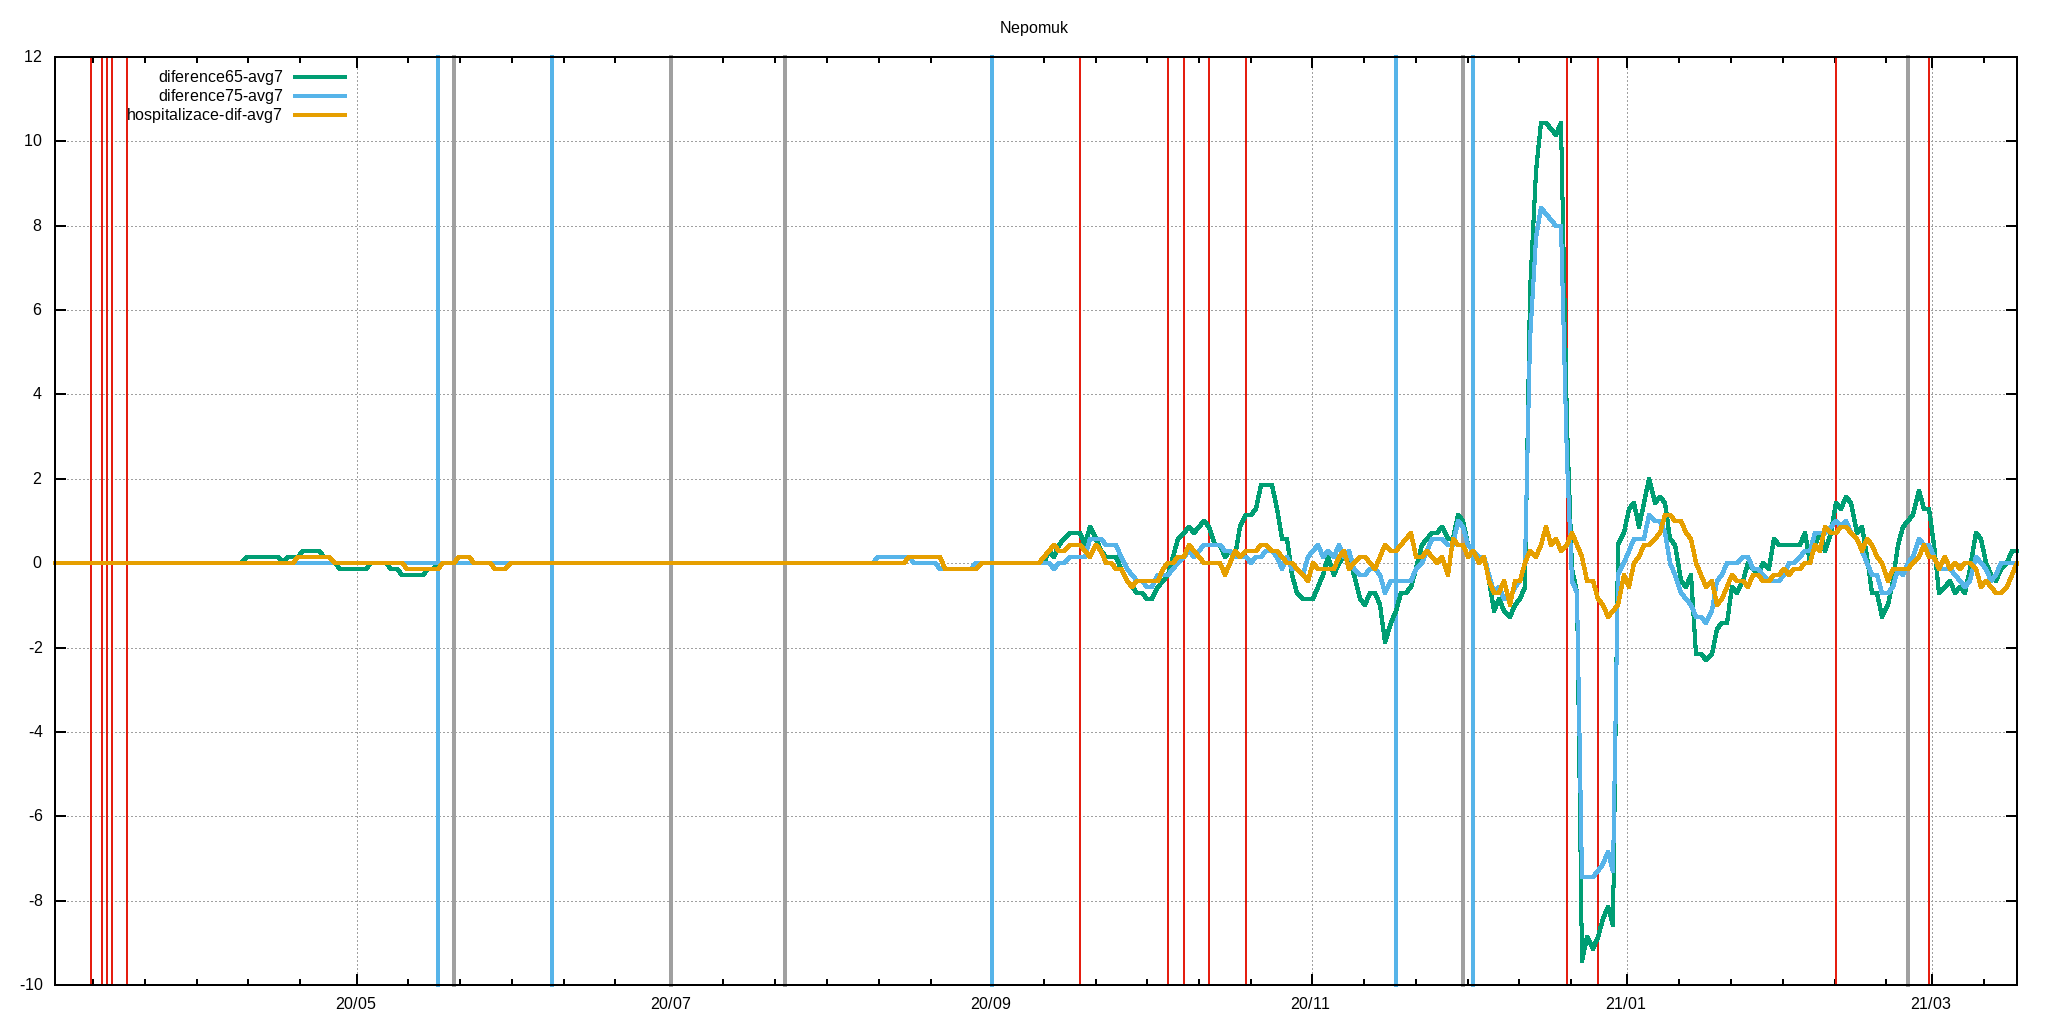 Nepomuk
12
diference65-avg7
diference75-avg7
hospitalizace-dif-avg7
10
8
6
4
2
0
-2
-4
-6
-8
-10
20/05 20/07 20/09 20/11 21/01 21/03